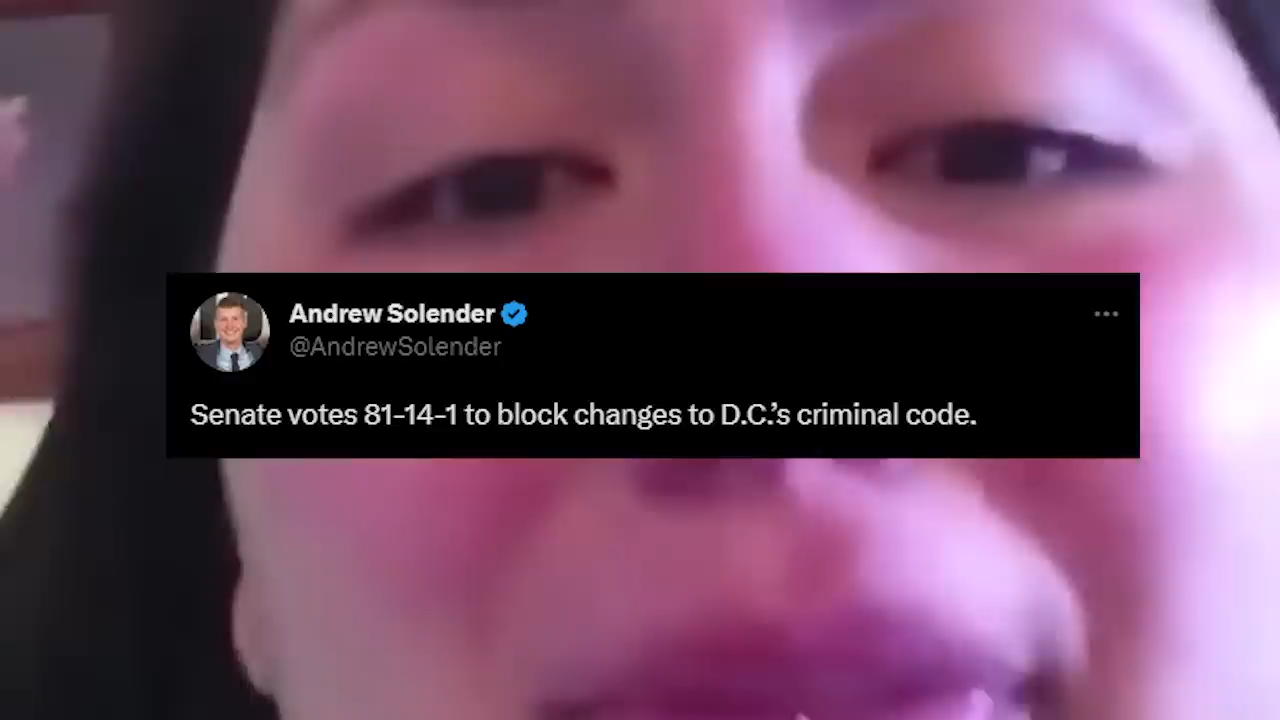 Andrew Solender
@AndrewSolender
Senate votes 81-14-1 to block changes to D.C.’s criminal code.